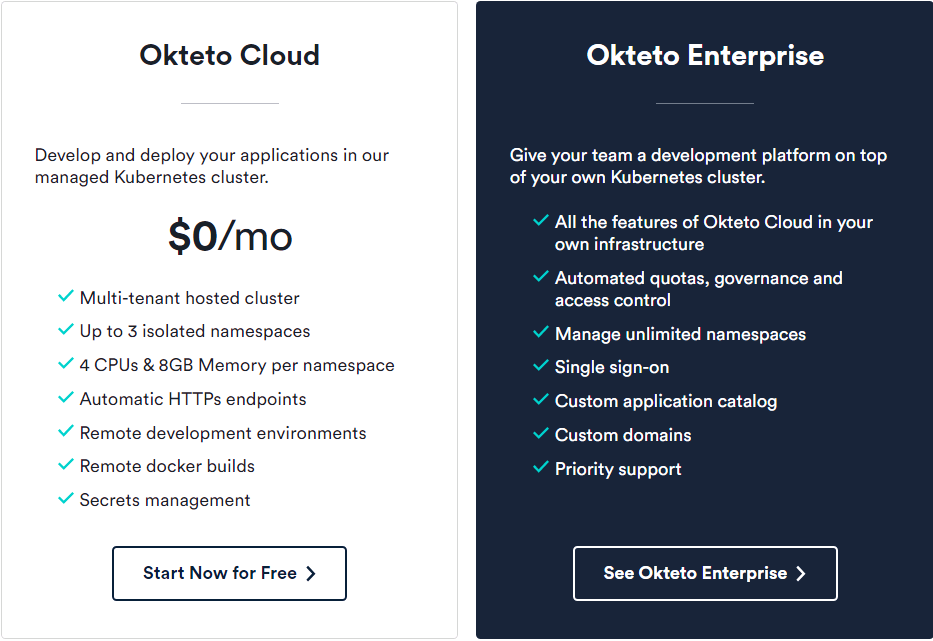 Okteto Cloud
Develop and deploy your applications in our
managed Kubernetes cluster.
$0/mo
Multi-tenant hosted cluster
Up to 3 isolated namespaces
4 CPUs & 8GB Memory per namespace
Automatic HTTPs endpoints
Remote development environments
Remote docker builds
Secrets management
Start Now for Free
Okteto Enterprise
Give your team a development platform on top
of your own Kubernetes cluster.
All the features of Okteto Cloud in your
own infrastructure
Automated quotas, governance and
access control
Manage unlimited namespaces
Single sign-on
Custom application catalog
Custom domains
Priority support
See Okteto Enterprise